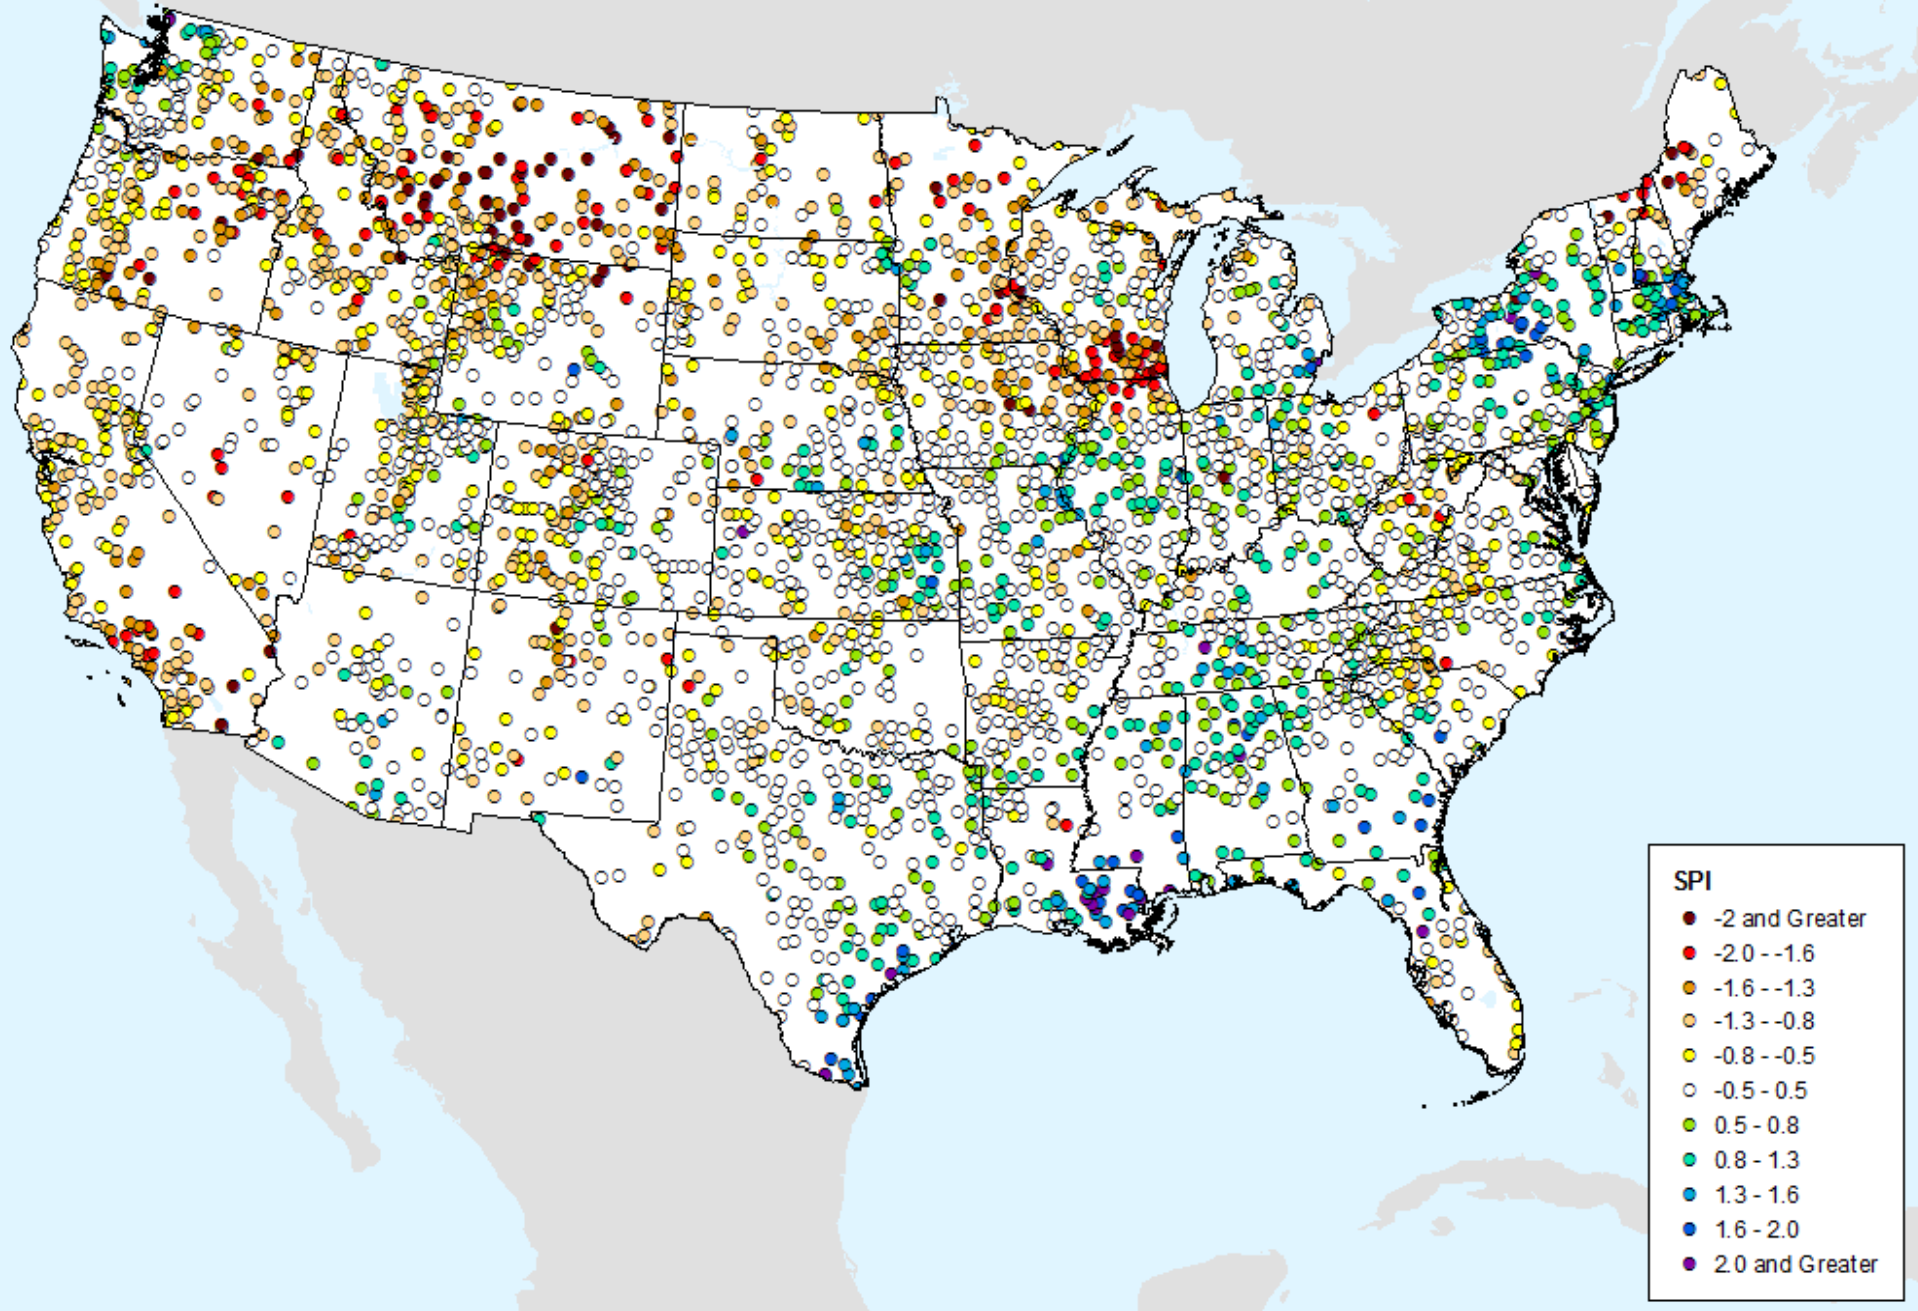 SPI
-2 and Greater
-2.0 - -1.6
-1.6 - -1.3
-1.3 - -0.8
-0.8 - -0.5
-0.5 - 0.5
0.5 - 0.8
0.8 - 1.3
1.3 - 1.6
1.6 - 2.0
2.0 and Greater